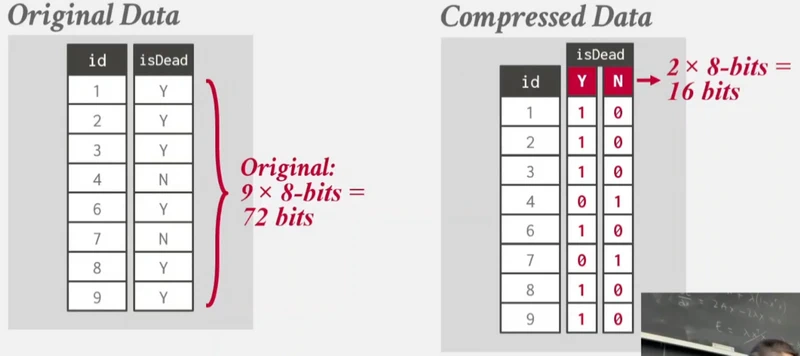 Original Data
id isDead
1 Y
2 Y
3 Y
4 N
6 Y
7 N
8 Y
9 Y
Original:
9 × 8-bits =
72 bits
Compressed Data
isDead
id Y N
1 1 0
2 1 0
3 1 0
4 0 1
6 1 0
7 0 1
8 1 0
9 1 0
2 × 8-bits =
16 bits